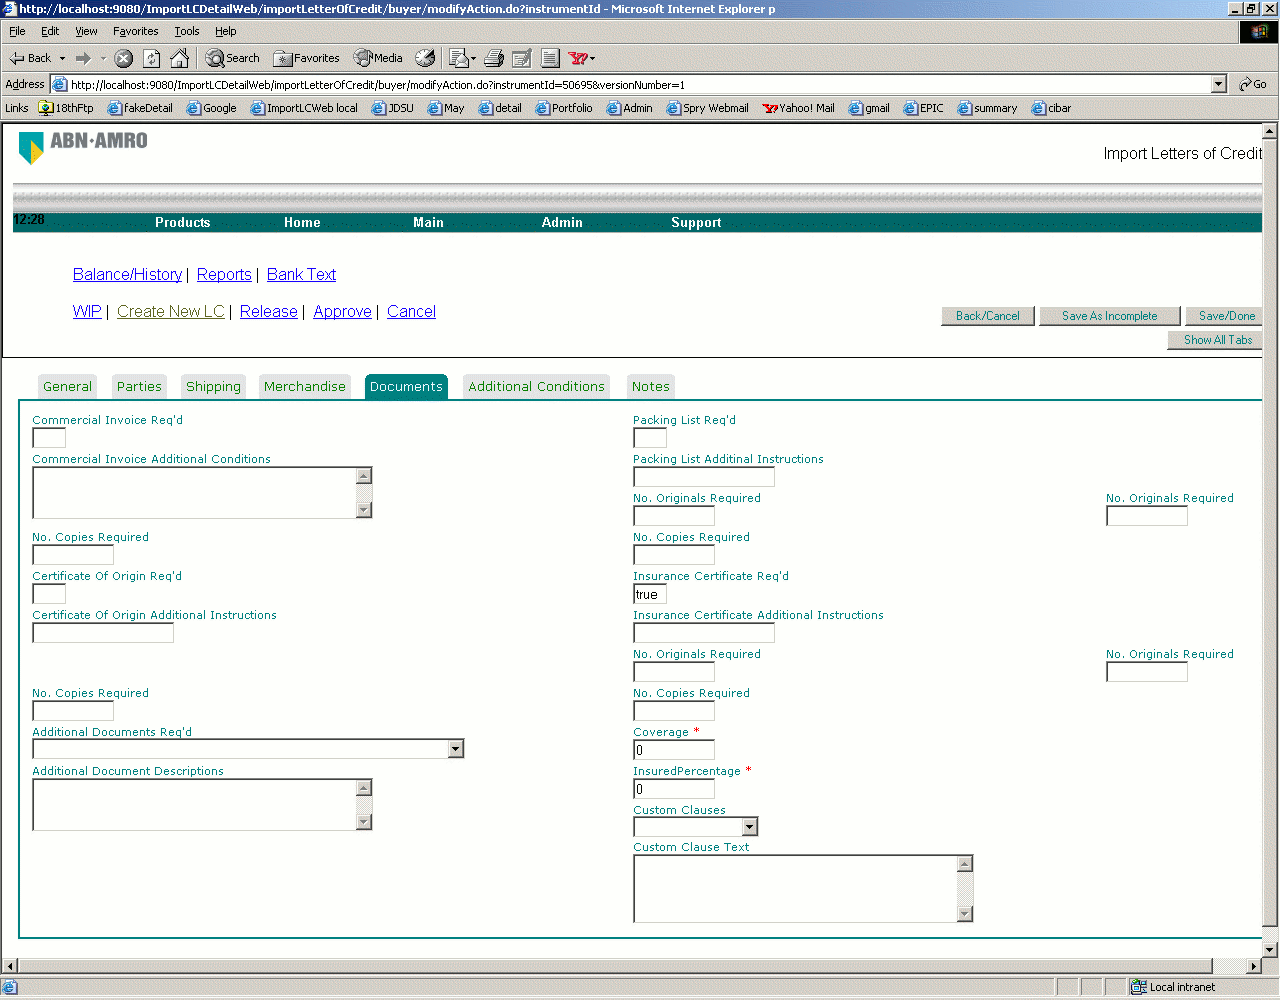 http://localhost:9080/ImportLCDetailWeb/importLetterOfCredit/buyer/modifyAction.do?instrumentId - Microsoft Internet Explorer p
File Edit View Favorites Tools Help
Back Search Favorites Media
Address http://localhost:9080/ImportLCDetailWeb/importLetterOfCredit/buyer/modifyAction.do?instrumentId=50695&versionNumber=1 Go
Links 18thFtp fakeDetail Google ImportLCWeb local JDSU May detail Portfolio Admin Spry Webmail Yahoo! Mail gmail EPIC summary cibar
ABN·AMRO
Import Letters of Credit
12:28 Products Home Main Admin Support
Balance/History | Reports | Bank Text
WIP | Create New LC | Release | Approve | Cancel
Back/Cancel Save As Incomplete Save/Done
Show All Tabs
General Parties Shipping Merchandise Documents Additional Conditions Notes
Commercial Invoice Req'd Packing List Req'd
Commercial Invoice Additional Conditions Packing List Additinal Instructions
No. Originals Required No. Originals Required
No. Copies Required No. Copies Required
Certificate Of Origin Req'd Insurance Certificate Req'd
true
Certificate Of Origin Additional Instructions Insurance Certificate Additional Instructions
No. Originals Required No. Originals Required
No. Copies Required No. Copies Required
Additional Documents Req'd Coverage *
0
Additional Document Descriptions InsuredPercentage *
0
Custom Clauses
Custom Clause Text
Local intranet